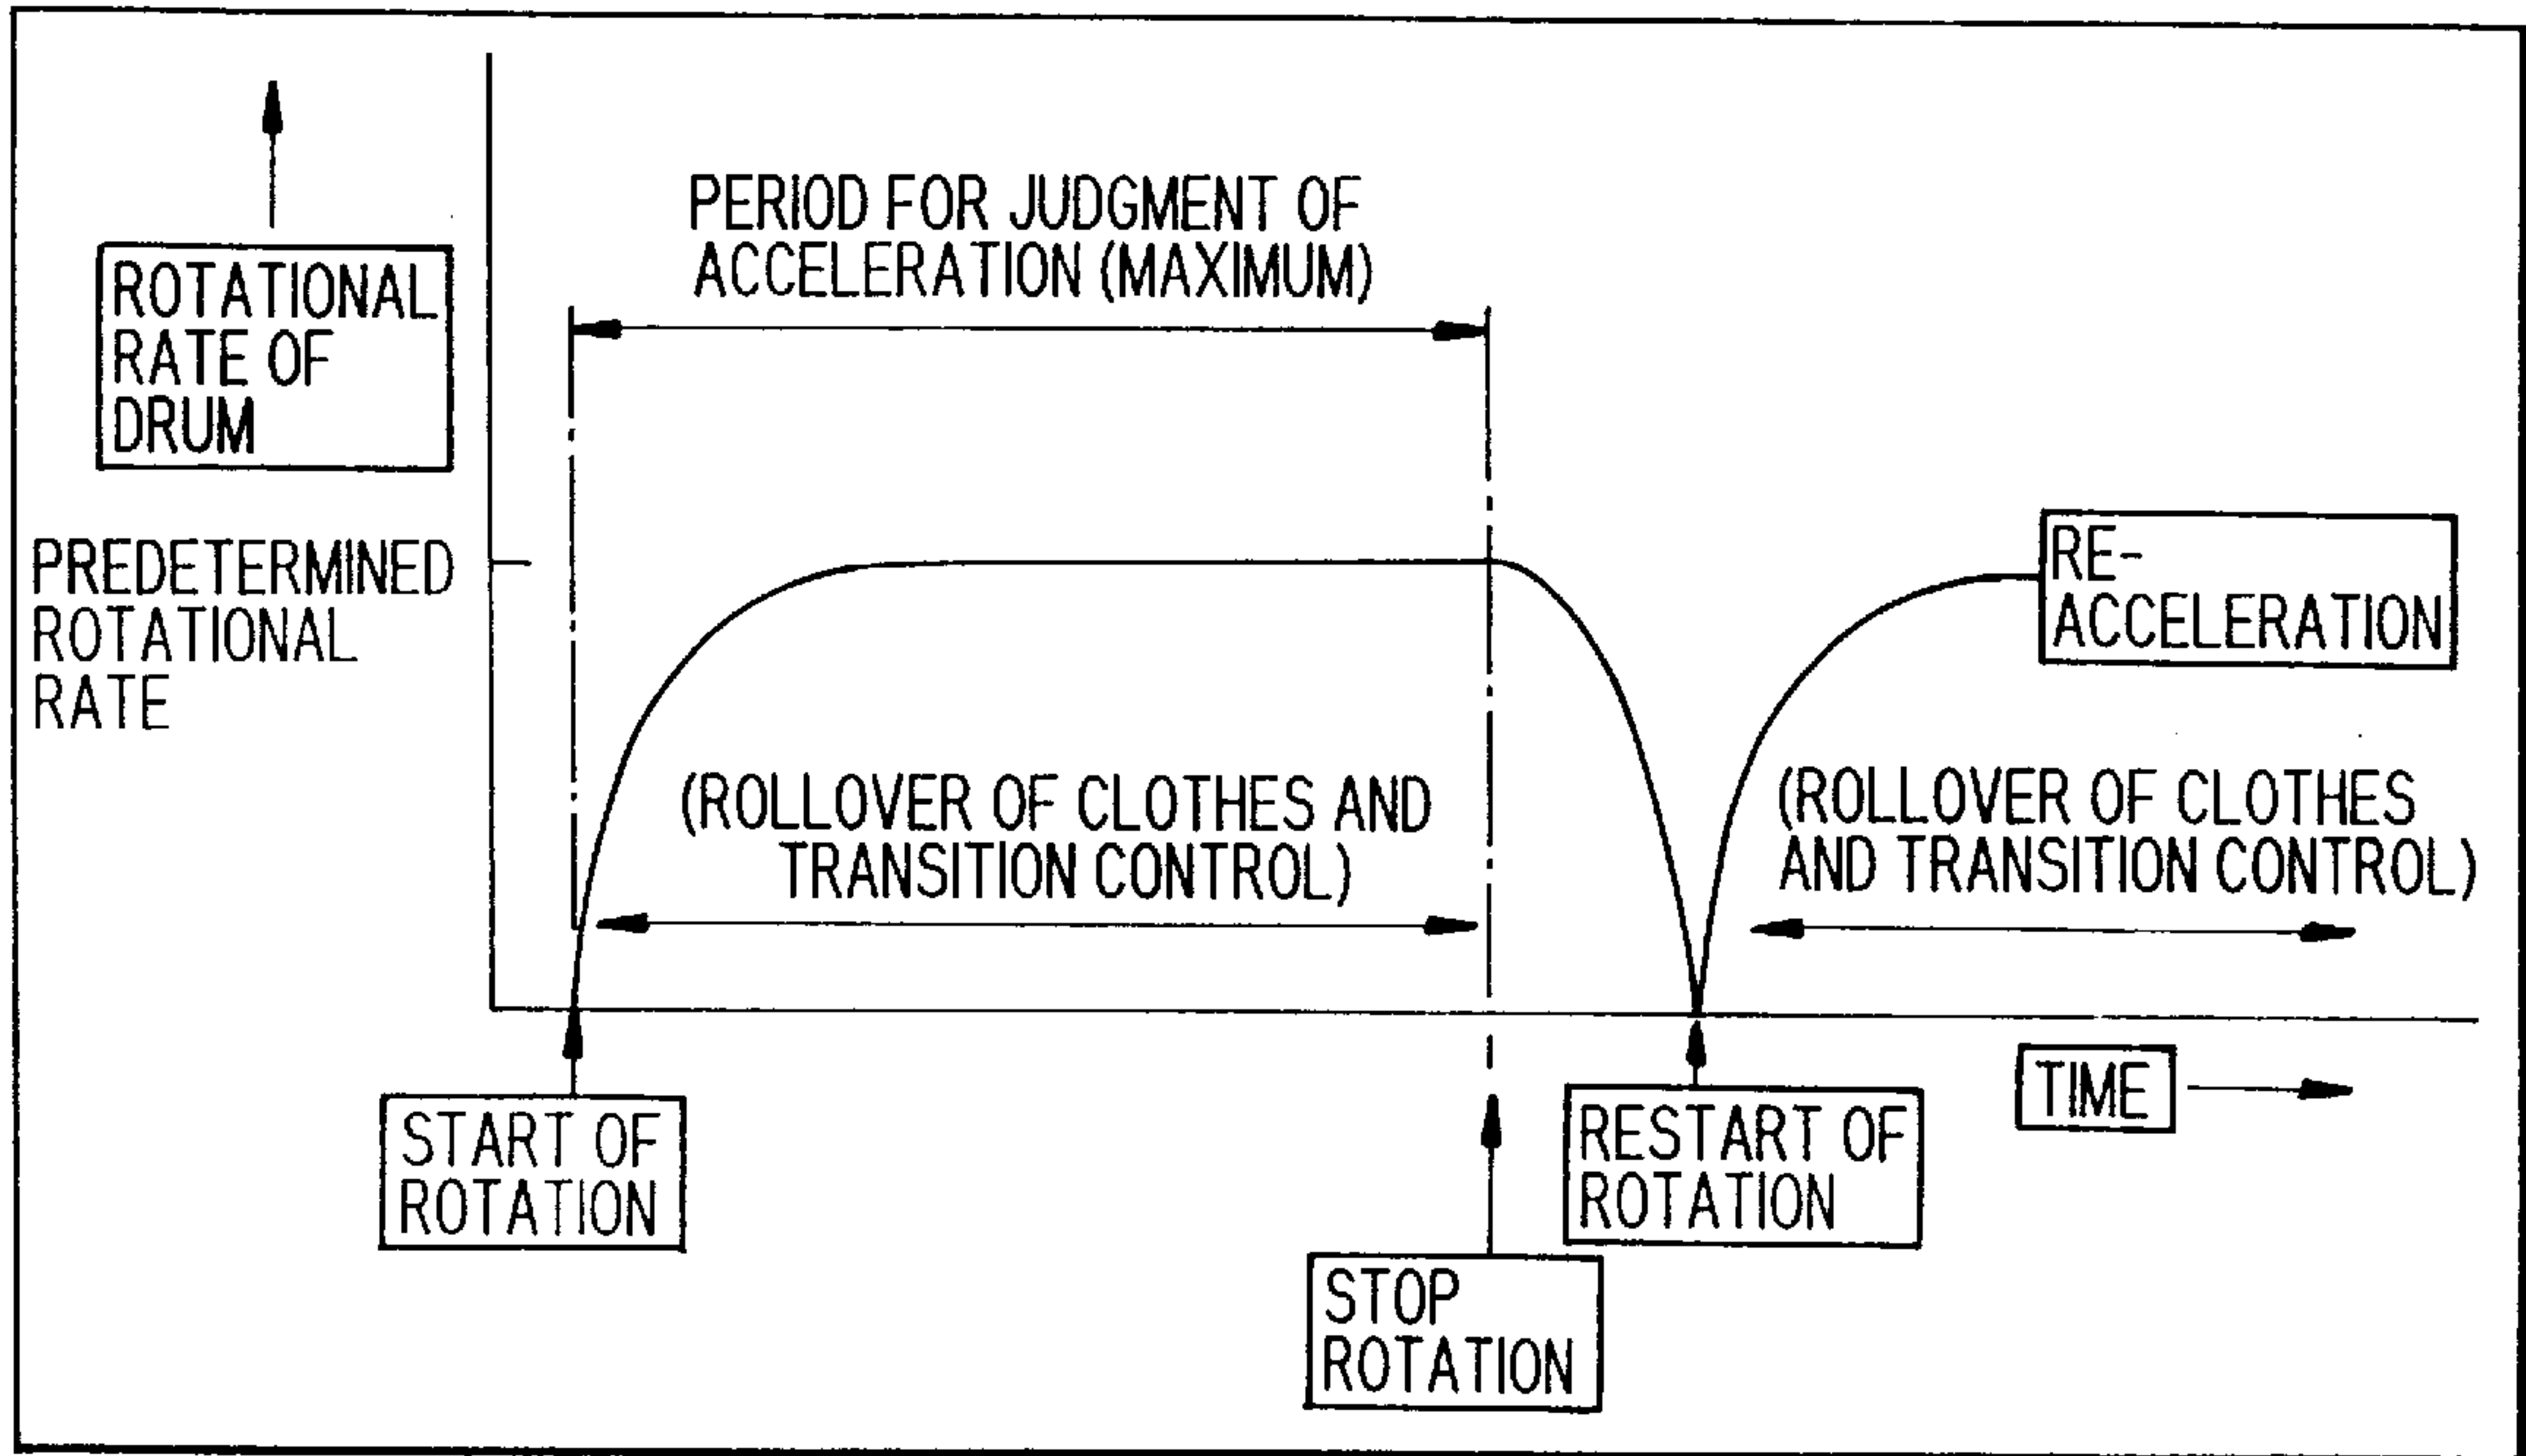 PERIOD FOR JUDGMENT OF
ACCELERATION (MAXIMUM)
ROTATIONAL
RATE OF
DRUM
PREDETERMINED
ROTATIONAL
RATE
RE-
ACCELERATION
(ROLLOVER OF CLOTHES AND
TRANSITION CONTROL)
(ROLLOVER OF CLOTHES
AND TRANSITION CONTROL)
TIME
START OF
ROTATION
RESTART OF
ROTATION
STOP
ROTATION